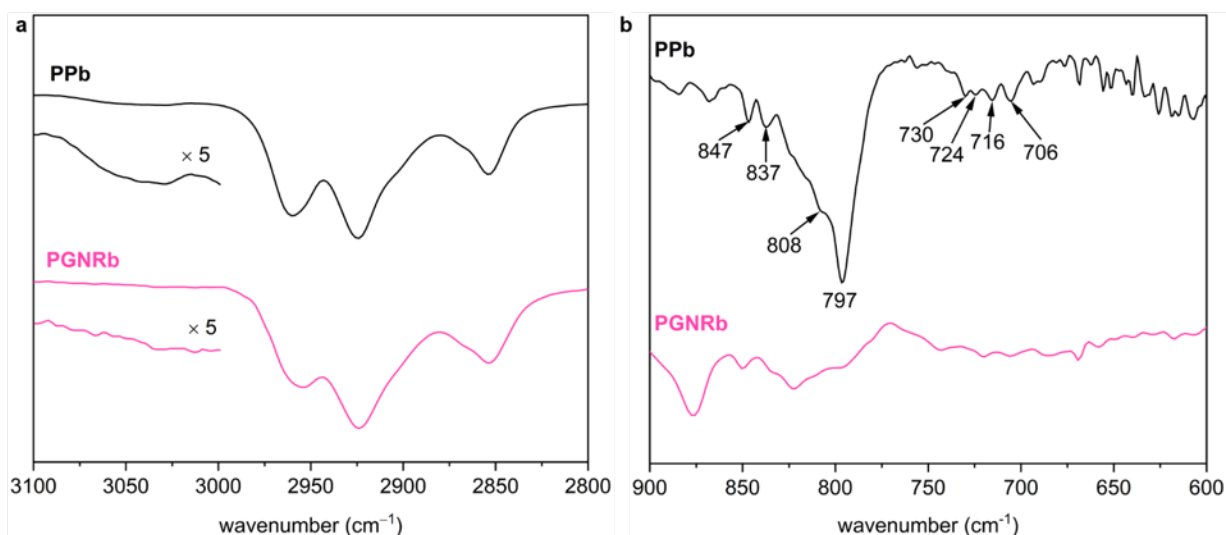 a
PPb
× 5
PGNRb
× 5
3100 3050 3000 2950 2900 2850 2800
wavenumber (cm⁻¹)
b
PPb
847
837
808
797
730
724
716
706
PGNRb
900 850 800 750 700 650 600
wavenumber (cm⁻¹)